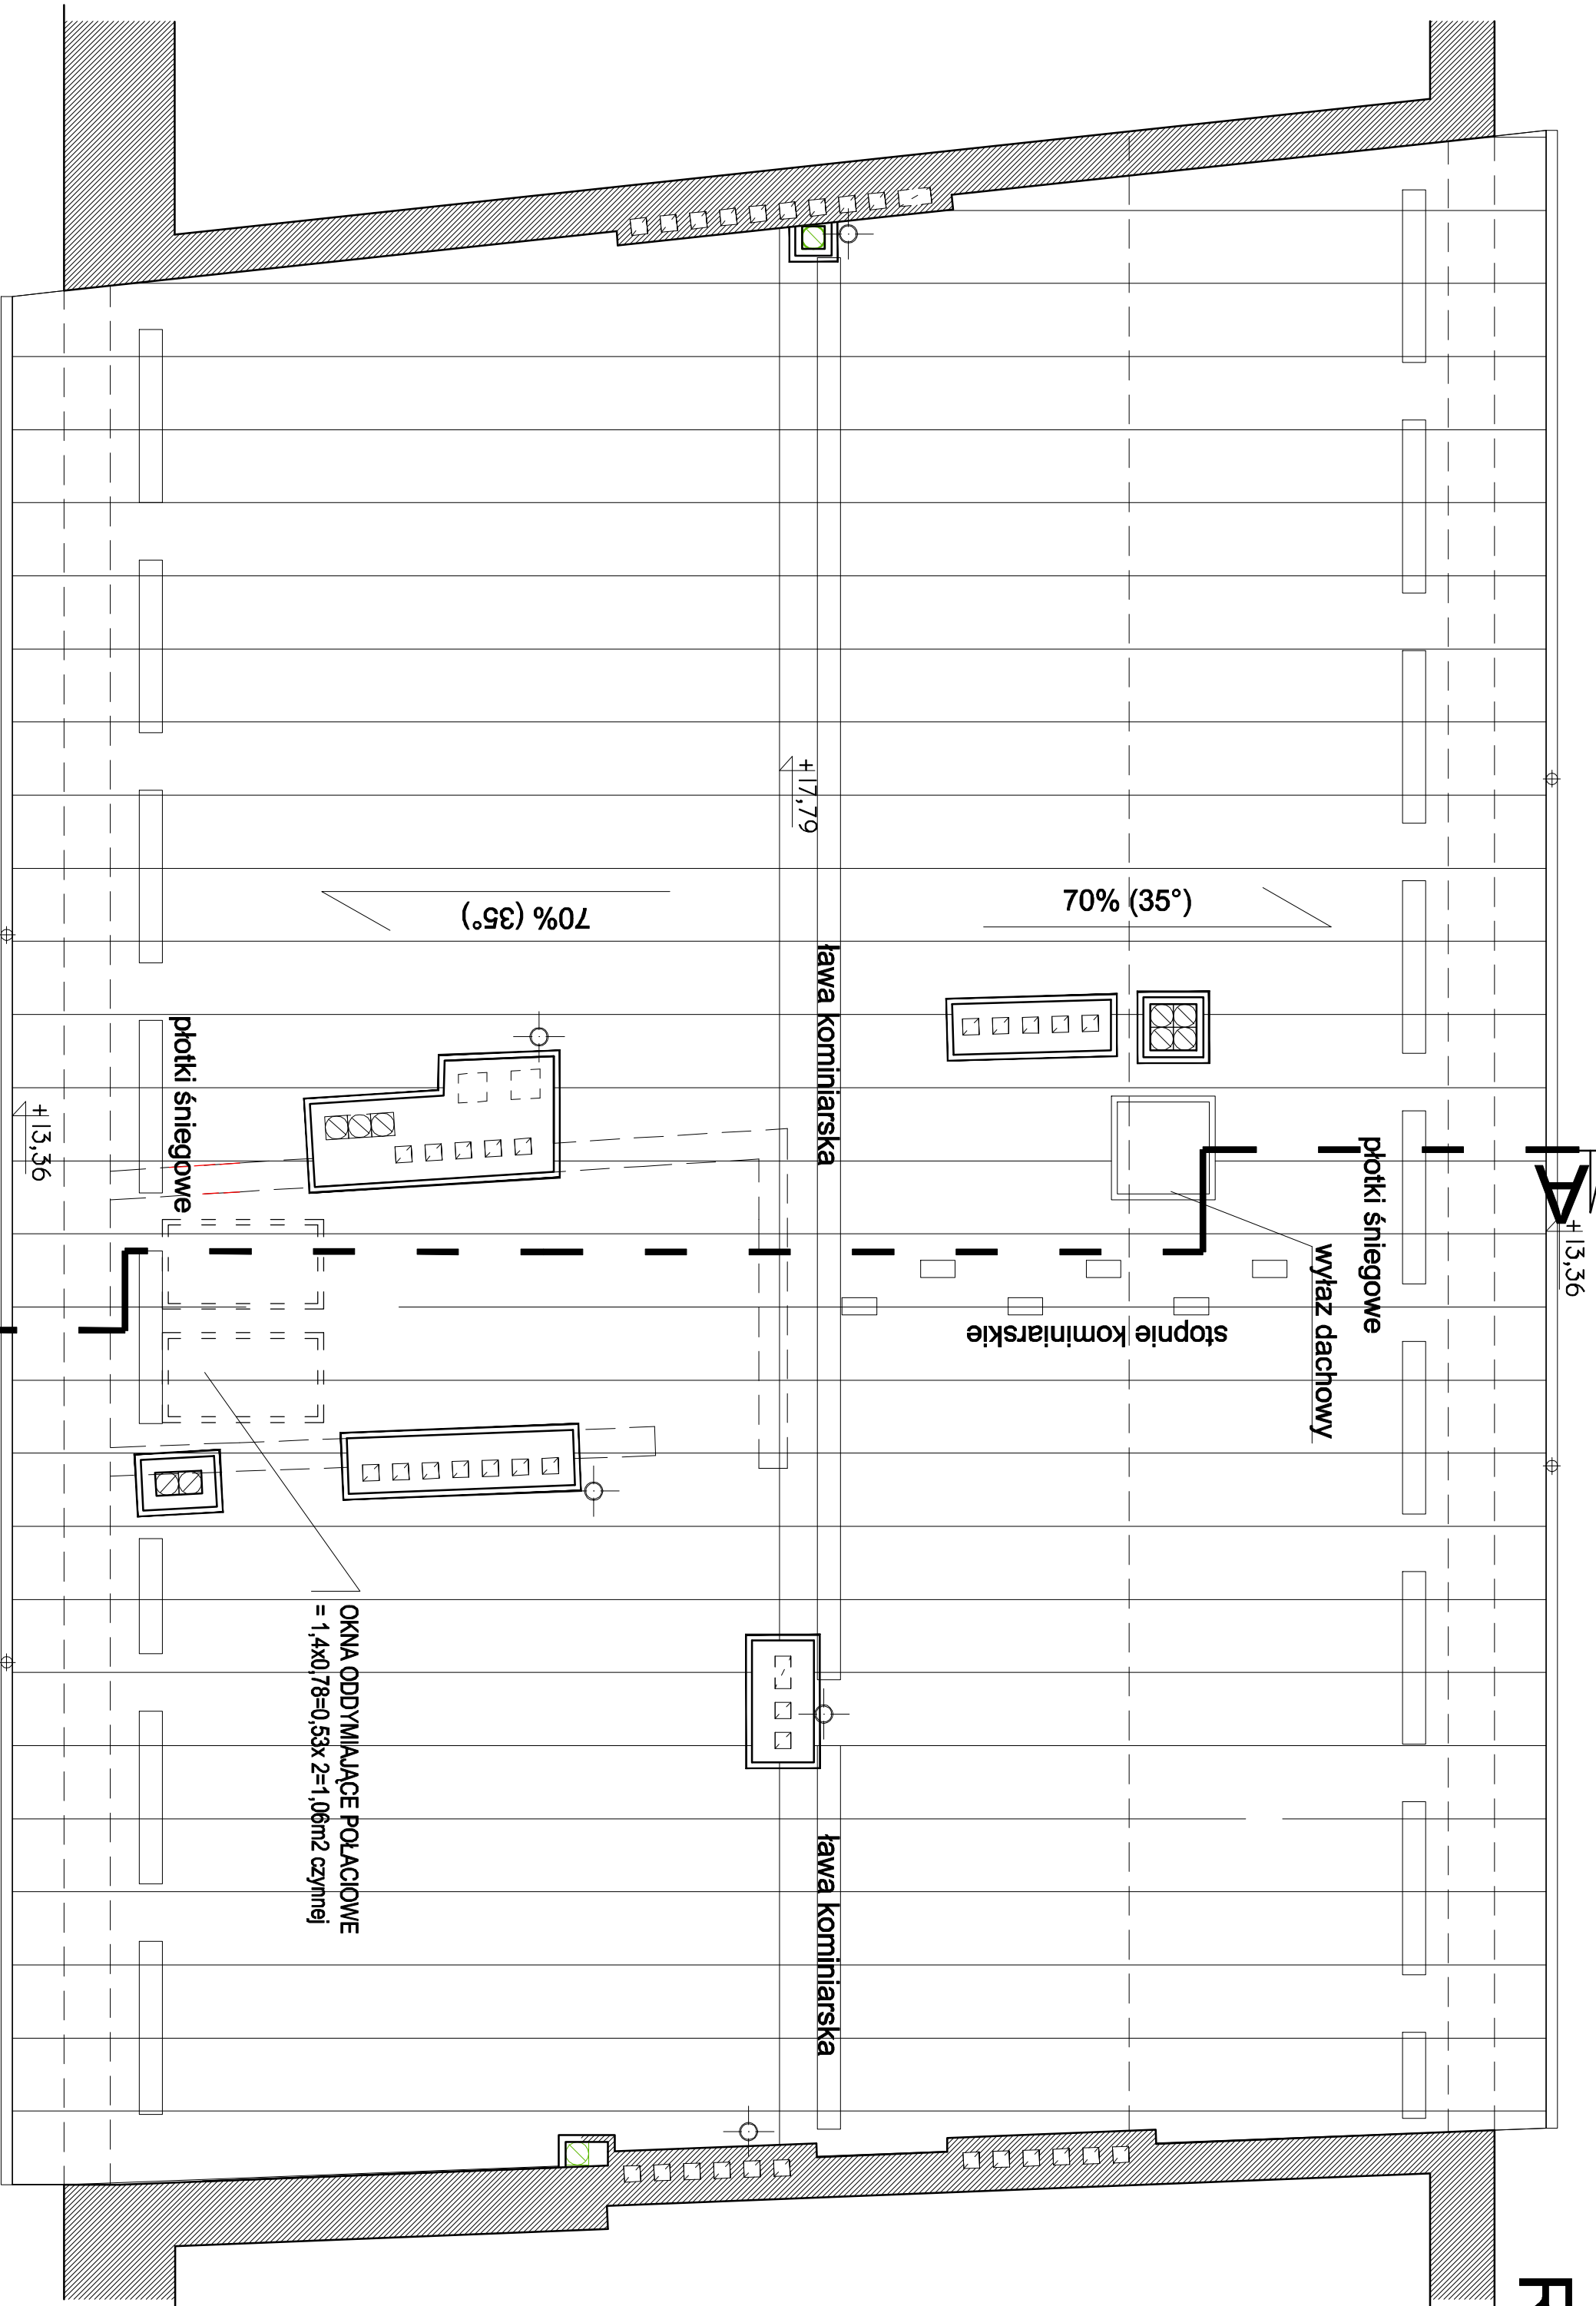 +17,79
70% (35°)
70% (35°)
ława kominiarska
płotki śniegowe
+13,36
płotki śniegowe
A
+13,36
wyłaz dachowy
stopnie kominiarskie
OKNA ODDYMIAJĄCE POŁACIOWE
= 1,4x0,78=0,53x 2=1,06m2 czynnej
ława kominiarska
R